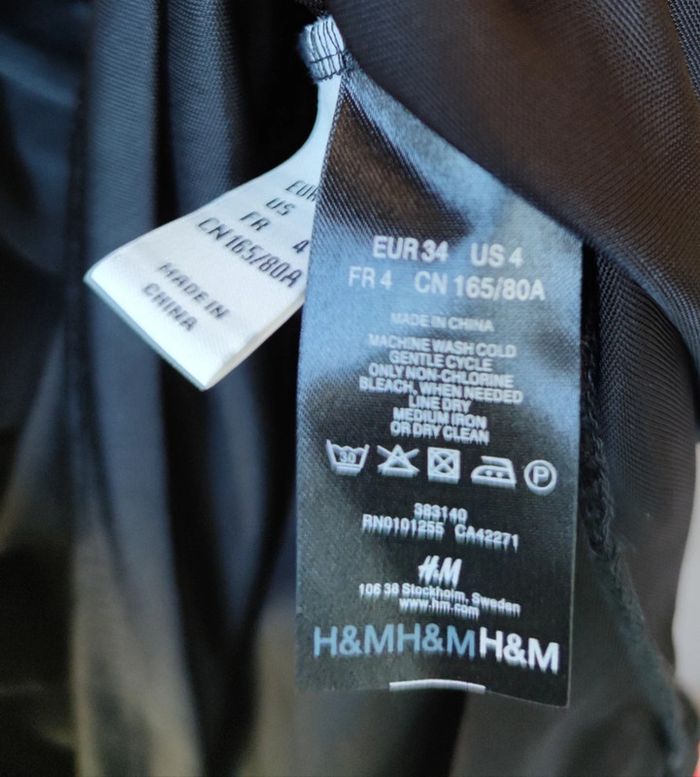 EUR
US
FR 4
CN 165/80A
MADE IN
CHINA
EUR 34 US 4
FR 4 CN 165/80A
MADE IN CHINA
MACHINE WASH COLD
GENTLE CYCLE
ONLY NON-CHLORINE
BLEACH, WHEN NEEDED
LINE DRY
MEDIUM IRON
OR DRY CLEAN
30 P
383140
RN0101255 CA42271
H&M
106 38 Stockholm, Sweden
www.hm.com
H&MH&MH&M